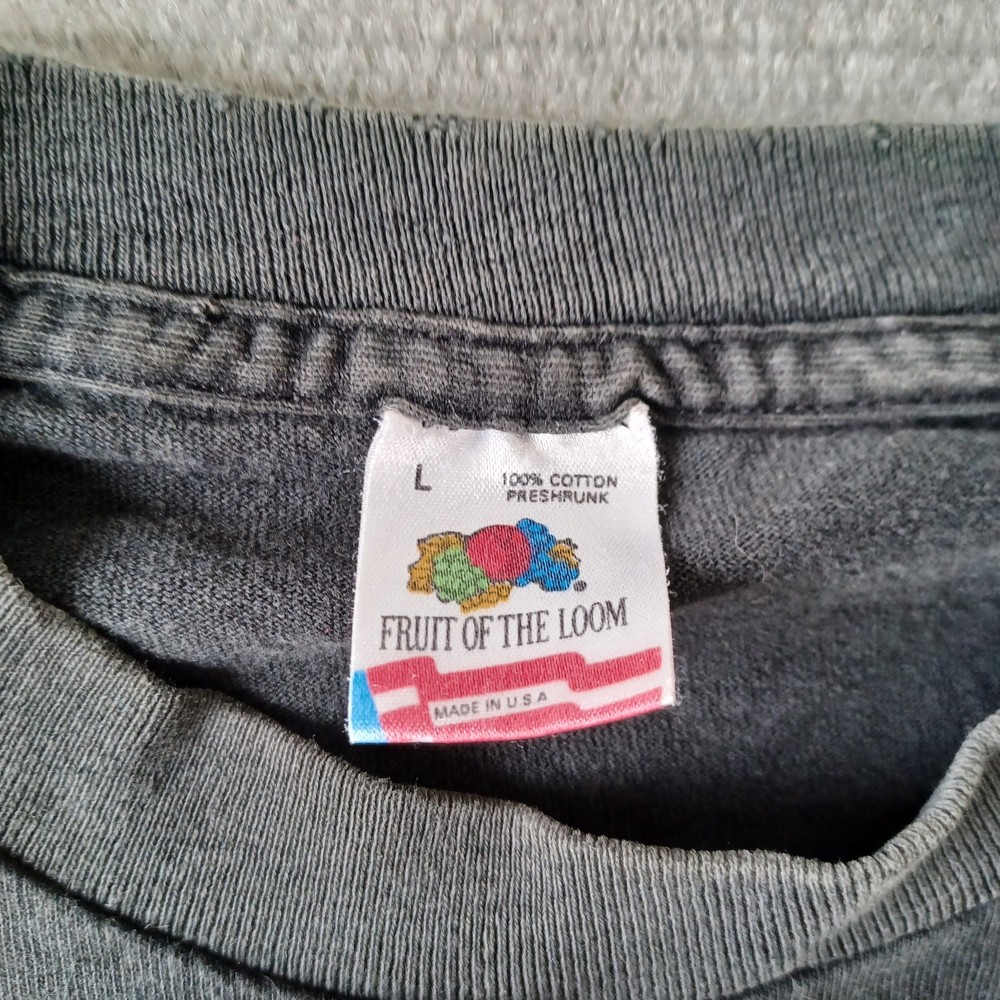 L
100% COTTON
PRESHRUNK
FRUIT OF THE LOOM
MADE IN U.S.A